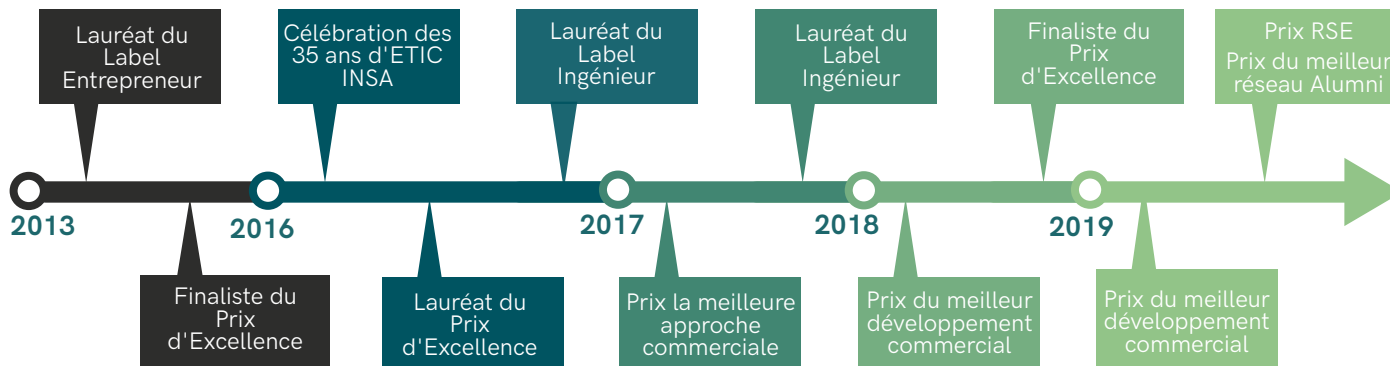 Lauréat du
Label
Entrepreneur
Célébration des
35 ans d'ETIC
INSA
Lauréat du
Label
Ingénieur
Lauréat du
Label
Ingénieur
Finaliste du
Prix
d'Excellence
Prix RSE
Prix du meilleur
réseau Alumni
2013
2016
2017
2018
2019
Finaliste du
Prix
d'Excellence
Lauréat du
Prix
d'Excellence
Prix la meilleure
approche
commerciale
Prix du meilleur
développement
commercial
Prix du meilleur
développement
commercial